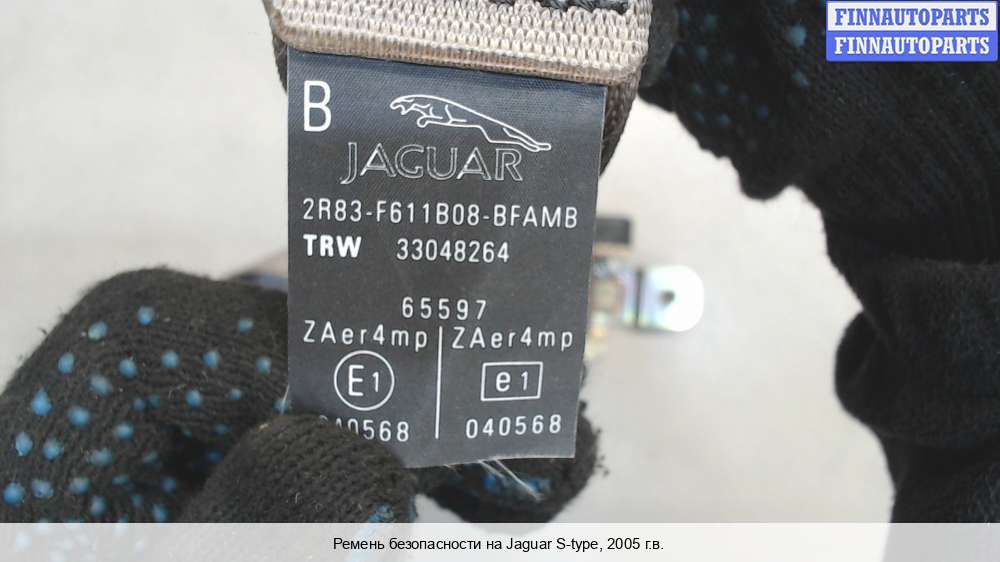 FINNAUTOPARTS
FINNAUTOPARTS
B
JAGUAR
2R83-F611B08-BFAMB
TRW 33048264
65597
ZAer4mp ZAer4mp
E1 e1
040568 040568
Ремень безопасности на Jaguar S-type, 2005 г.в.